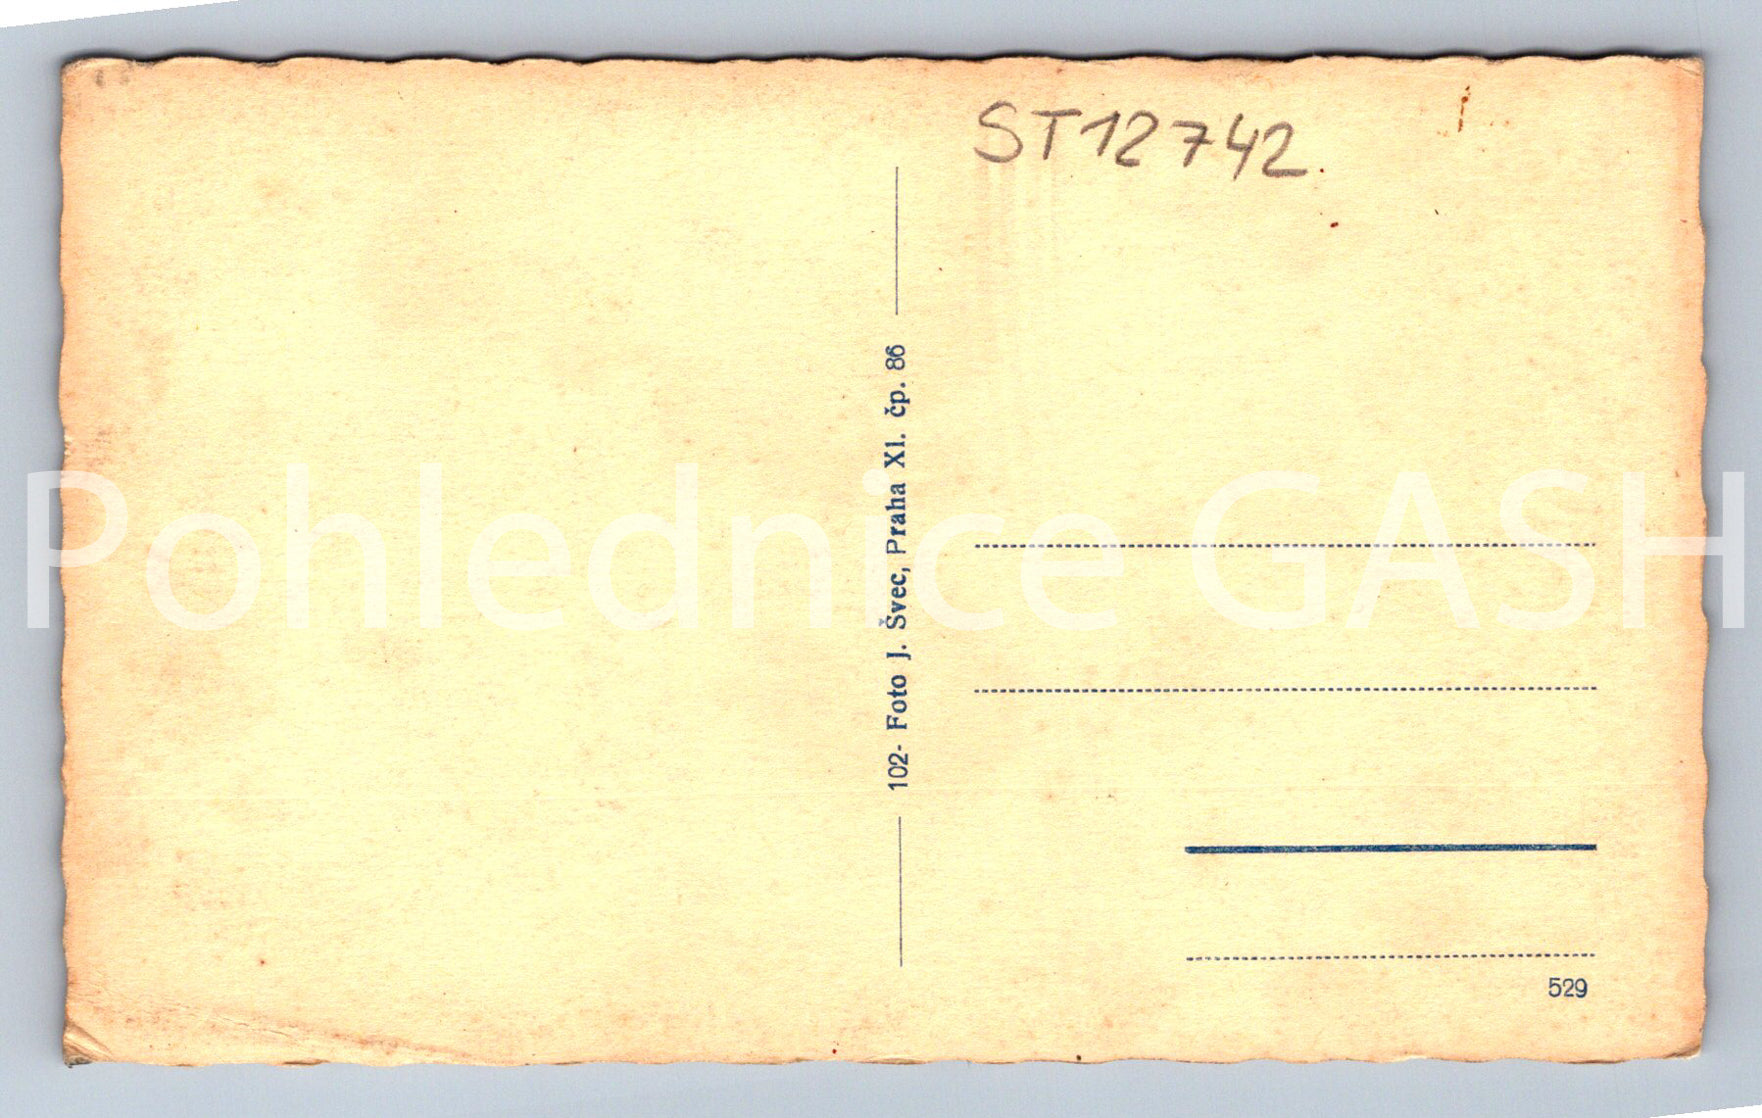 ST12742.
102- Foto J. Švec, Praha XI. čp. 86
Pohlednice GASH
529